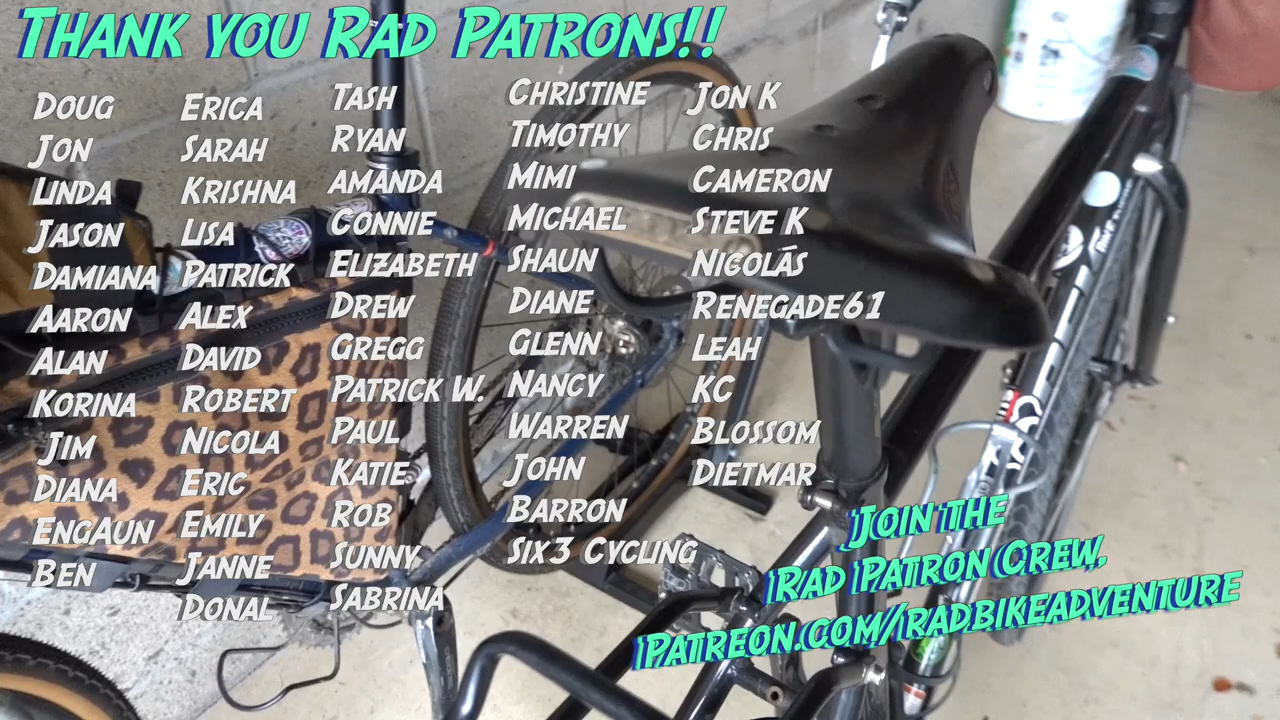 Thank you Rad Patrons!!
Doug
Jon
Linda
Jason
Damiana
Aaron
Alan
Korina
Jim
Diana
EngAun
Ben
Erica
Sarah
Krishna
Lisa
Patrick
Alex
David
Robert
Nicola
Eric
Emily
Janne
Donal
Tash
Ryan
amanda
Connie
Elizabeth
Drew
Gregg
Patrick W.
Paul
Katie
Rob
Sunny
Sabrina
Christine
Timothy
Mimi
Michael
Shaun
Diane
Glenn
Nancy
Warren
John
Barron
Six3 Cycling
Jon K
Chris
Cameron
Steve K
Nicolás
Renegade61
Leah
KC
Blossom
Dietmar
Join the
Rad Patron Crew,
Patreon.com/radbikeadventure